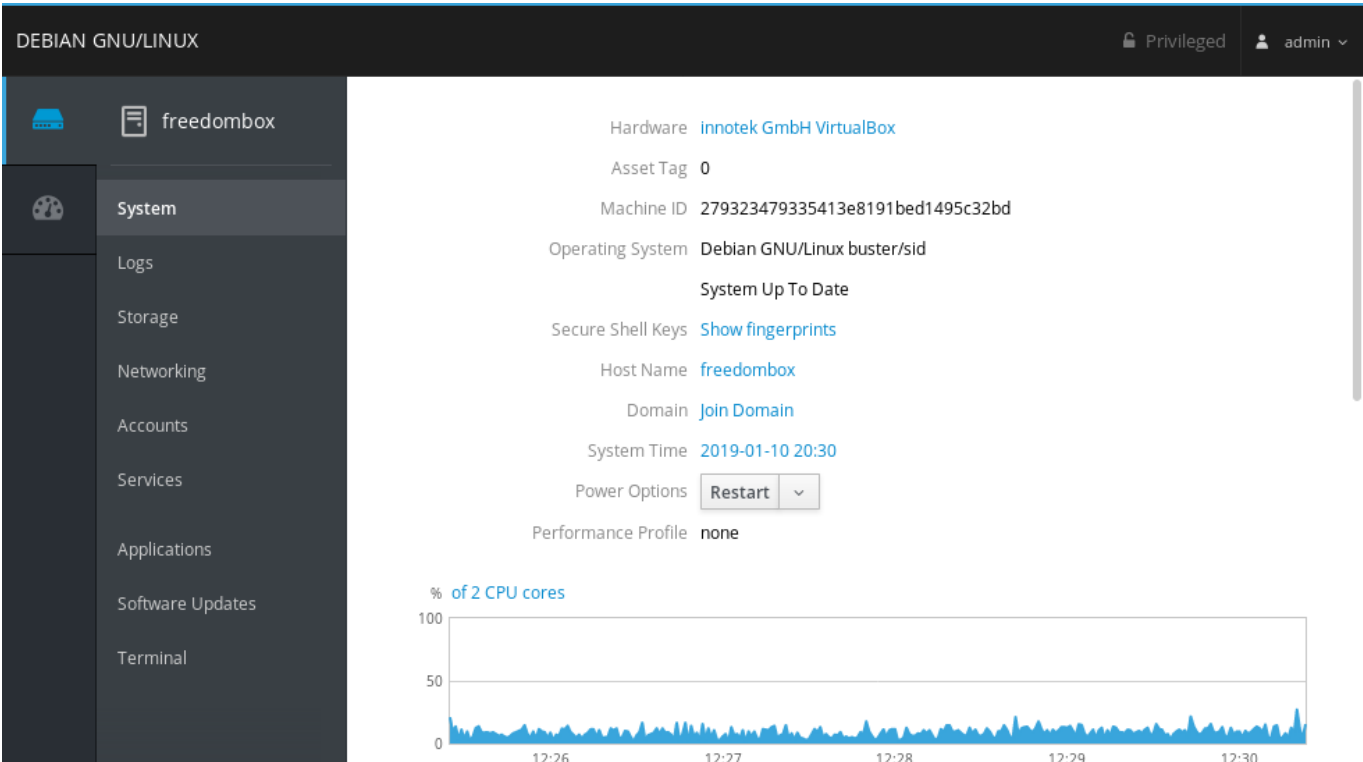 DEBIAN GNU/LINUX
Privileged
admin
freedombox
System
Logs
Storage
Networking
Accounts
Services
Applications
Software Updates
Terminal
Hardware innotek GmbH VirtualBox
Asset Tag 0
Machine ID 279323479335413e8191bed1495c32bd
Operating System Debian GNU/Linux buster/sid
System Up To Date
Secure Shell Keys Show fingerprints
Host Name freedombox
Domain Join Domain
System Time 2019-01-10 20:30
Power Options Restart
Performance Profile none
% of 2 CPU cores
100
50
0
12:26 12:27 12:28 12:29 12:30